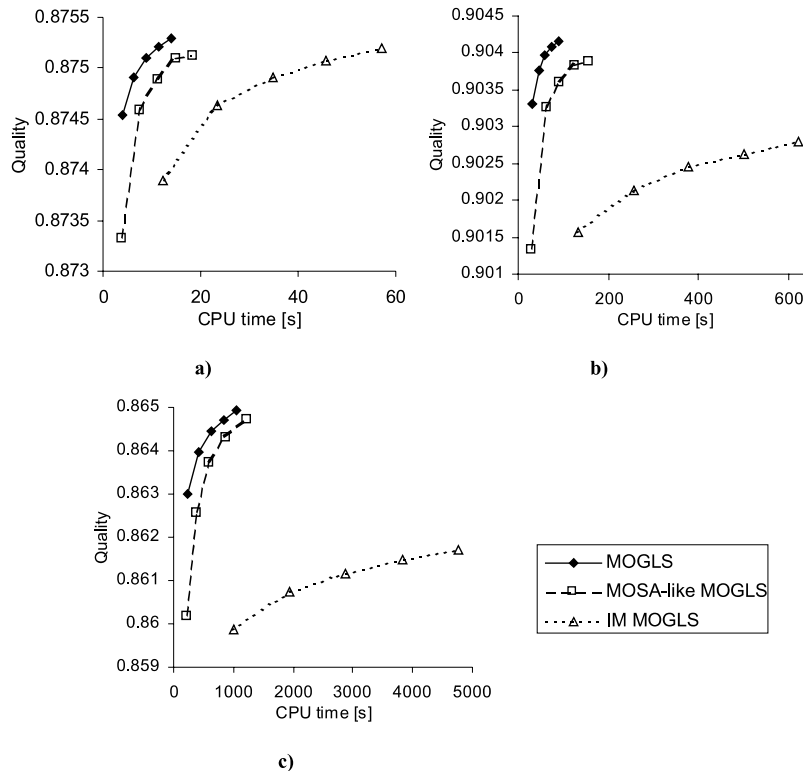 0.8755
0.875
0.8745
0.874
0.8735
0.873
Quality
0 20 40 60
CPU time [s]
a)
0.9045
0.904
0.9035
0.903
0.9025
0.902
0.9015
0.901
Quality
0 200 400 600
CPU time [s]
b)
0.865
0.864
0.863
0.862
0.861
0.86
0.859
Quality
0 1000 2000 3000 4000 5000
CPU time [s]
c)
MOGLS
MOSA-like MOGLS
IM MOGLS